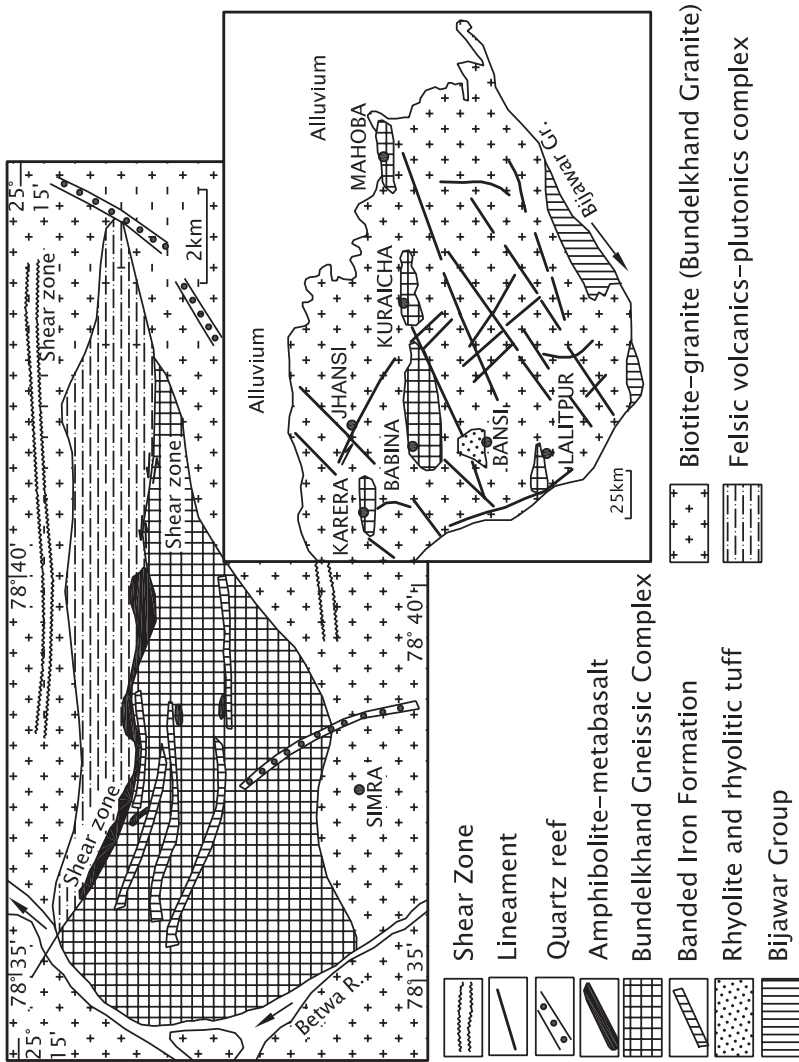 78° 35'
78° 40'
25°
15'
25°
15'
Shear zone
Shear zone
Shear zone
2km
Betwa R.
SIMRA
78° 35'
78° 40'
Alluvium
Alluvium
MAHOBA
KURAICHA
JHANSI
BABINA
KARERA
BANSI
LALITPUR
Bijawar Gr.
25km
Shear Zone
Lineament
Quartz reef
Amphibolite-metabasalt
Bundelkhand Gneissic Complex
Banded Iron Formation
Rhyolite and rhyolitic tuff
Bijawar Group
Biotite-granite (Bundelkhand Granite)
Felsic volcanics-plutonics complex